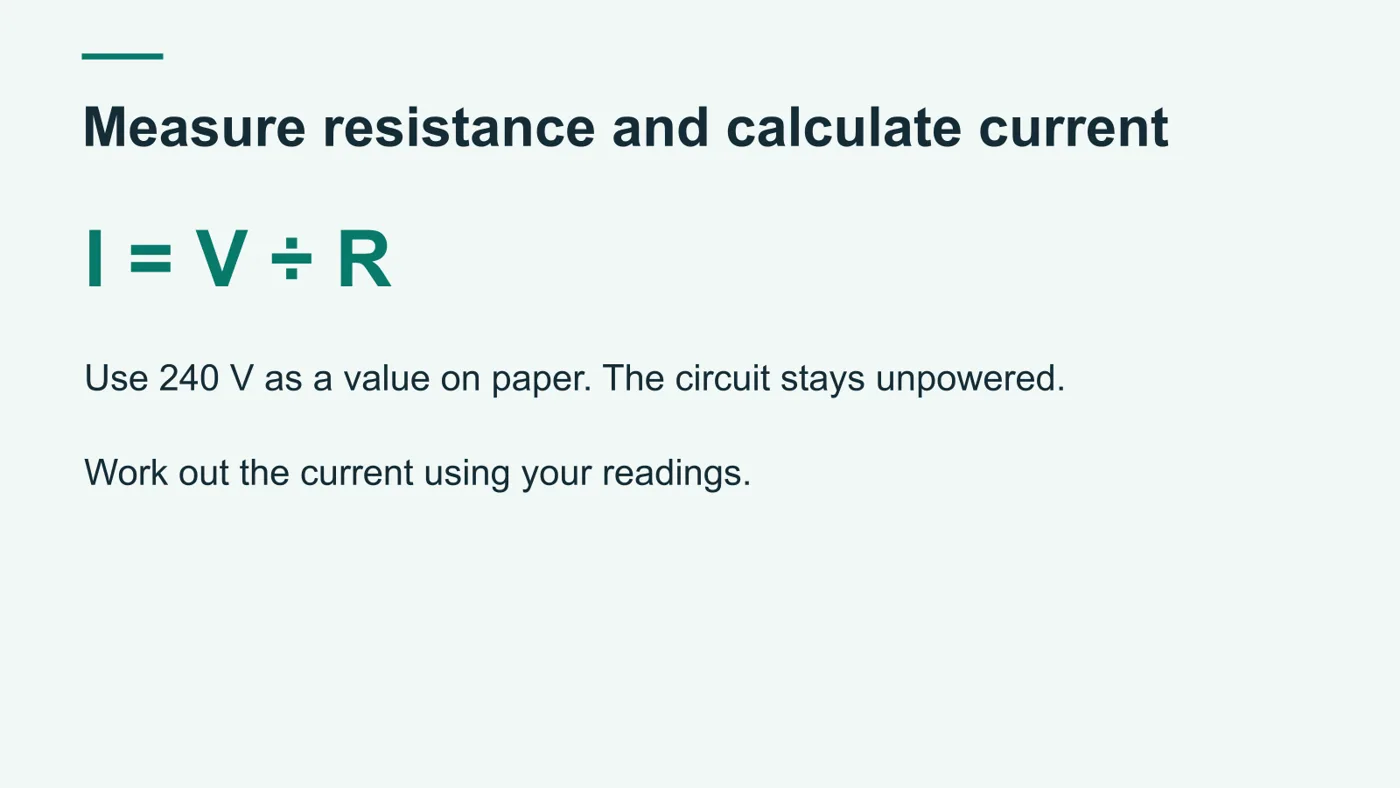 Measure resistance and calculate current
I = V ÷ R
Use 240 V as a value on paper. The circuit stays unpowered.
Work out the current using your readings.